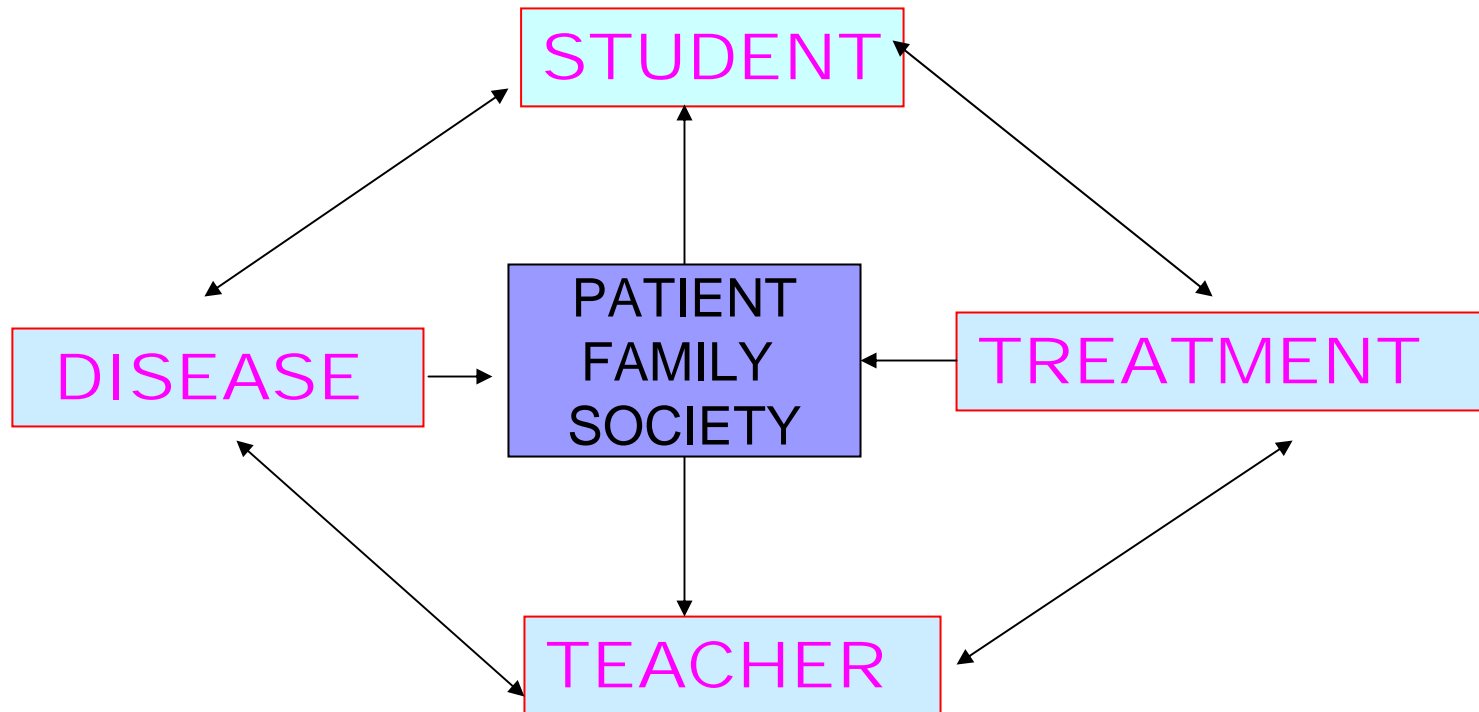 STUDENT
PATIENT
FAMILY
SOCIETY
DISEASE
TREATMENT
TEACHER